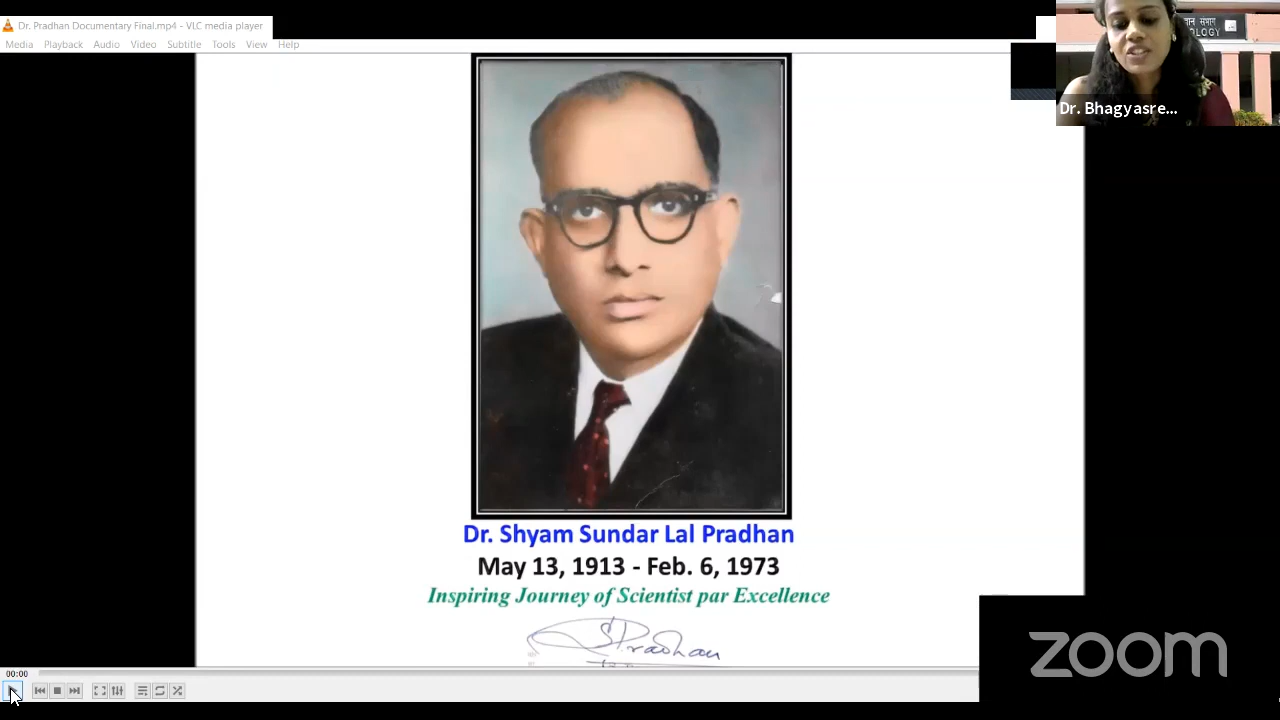 Dr. Pradhan Documentary Final.mp4 - VLC media player
Media Playback Audio Video Subtitle Tools View Help
OLOGY
Dr. Bhagyasre...
Dr. Shyam Sundar Lal Pradhan
May 13, 1913 - Feb. 6, 1973
Inspiring Journey of Scientist par Excellence
SPradhan
00:00
zoom